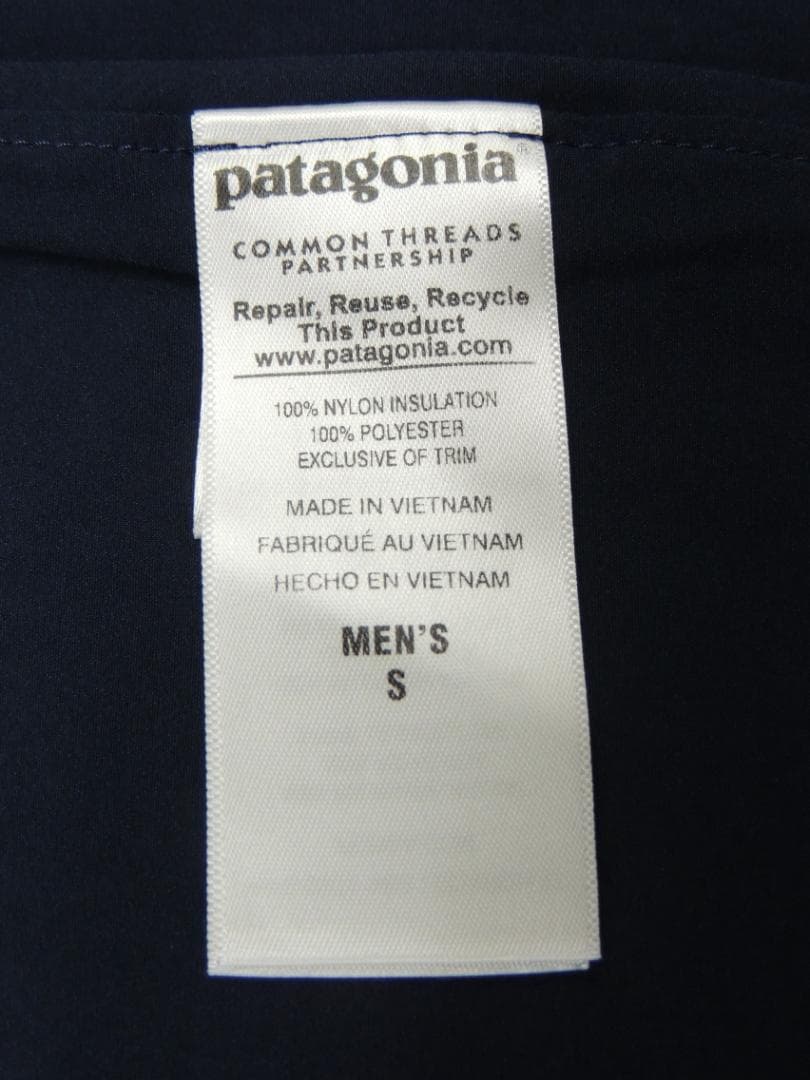 patagonia®
COMMON THREADS
PARTNERSHIP
Repair, Reuse, Recycle
This Product
www.patagonia.com
100% NYLON INSULATION
100% POLYESTER
EXCLUSIVE OF TRIM
MADE IN VIETNAM
FABRIQUÉ AU VIETNAM
HECHO EN VIETNAM
MEN'S
S